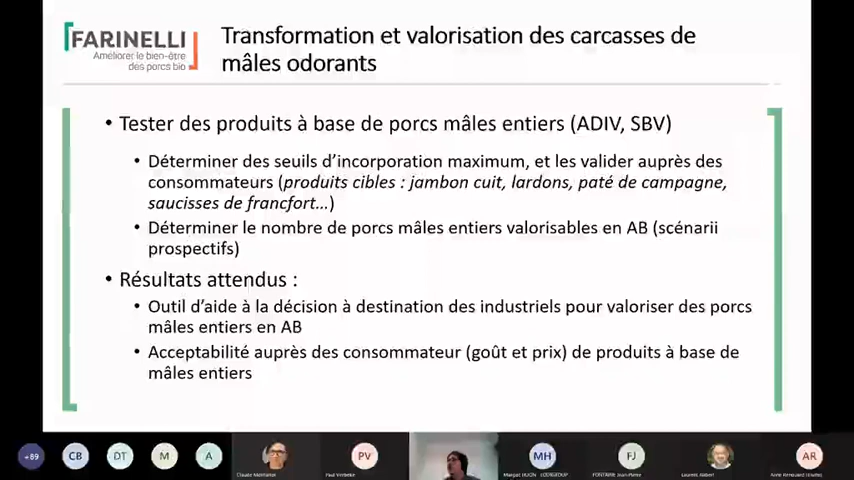 FARINELLI
Améliorer le bien-être
des porcs bio
Transformation et valorisation des carcasses de
mâles odorants
• Tester des produits à base de porcs mâles entiers (ADIV, SBV)
• Déterminer des seuils d'incorporation maximum, et les valider auprès des
consommateurs (produits cibles : jambon cuit, lardons, paté de campagne,
saucisses de francfort...)
• Déterminer le nombre de porcs mâles entiers valorisables en AB (scénarii
prospectifs)
• Résultats attendus :
• Outil d'aide à la décision à destination des industriels pour valoriser des porcs
mâles entiers en AB
• Acceptabilité auprès des consommateur (goût et prix) de produits à base de
mâles entiers
+89
CB
DT
M
A
PV
MH
FJ
AR